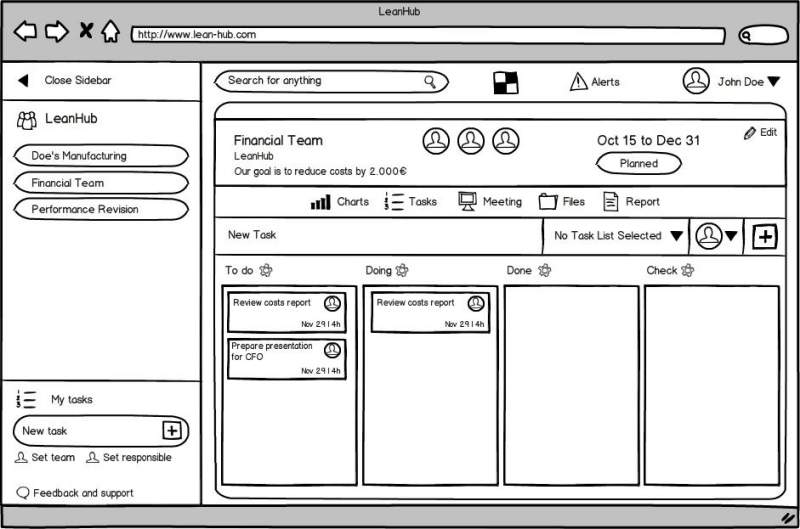 LeanHub
http://www.lean-hub.com
Close Sidebar
Search for anything
Alerts
John Doe
LeanHub
Doe's Manufacturing
Financial Team
Performance Revision
Financial Team
LeanHub
Our goal is to reduce costs by 2.000€
Oct 15 to Dec 31
Planned
Edit
Charts
Tasks
Meeting
Files
Report
New Task
No Task List Selected
To do
Doing
Done
Check
Review costs report
Nov 29 | 4h
Prepare presentation
for CFO
Nov 29 | 4h
Review costs report
Nov 29 | 4h
My tasks
New task
Set team
Set responsible
Feedback and support